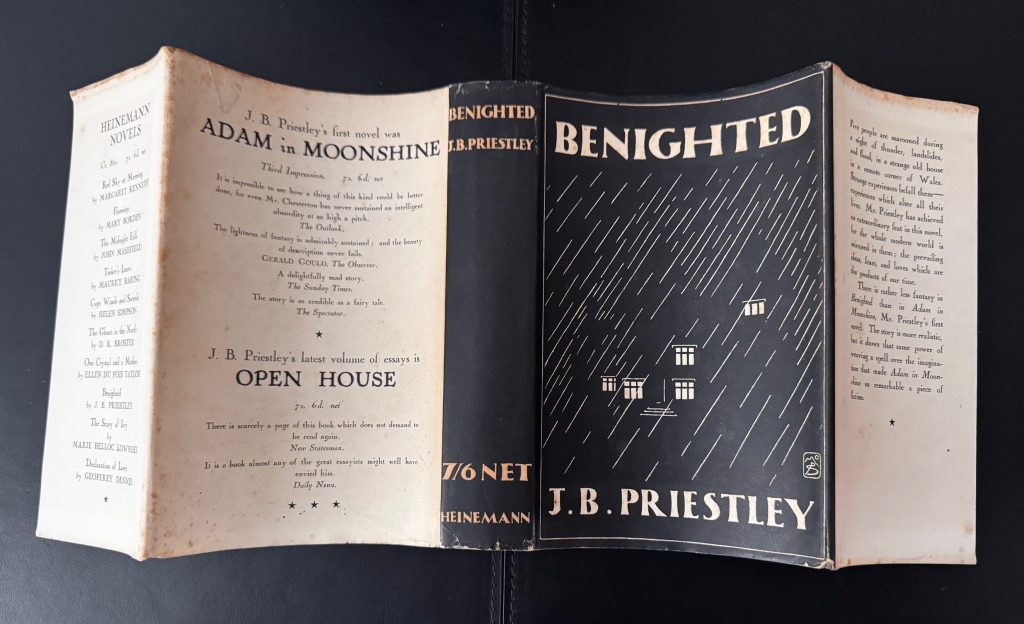 HEINEMANN
NOVELS
Cr. 8vo. 7s. 6d. net
Red Sky at Morning
by MARGARET KENNEDY
Flamingo
by MARY BORDEN
The Midnight Folk
by JOHN MASEFIELD
Tinker's Leave
by MAURICE BARING
Cups Wands and Swords
by HELEN SIMPSON
The Gleam in the North
by D. K. BROSTER
One Crystal and a Mother
by ELLEN DU POIS TAYLOR
Benighted
by J. B. PRIESTLEY
The Story of Ivy
by
MARIE BELLOC LOWNDES
Declaration of Love
by GEOFFREY DENNIS
J. B. Priestley's first novel was
ADAM in MOONSHINE
Third Impression. 7s. 6d. net
It is impossible to see how a thing of this kind could be better
done, for even Mr. Chesterton has never sustained an intelligent
absurdity at so high a pitch.
The Outlook.
The lightness of fantasy is admirably sustained; and the beauty
of description never fails.
GERALD GOULD, The Observer.
A delightfully mad story.
The Sunday Times.
The story is as credible as a fairy tale.
The Spectator.
J. B. Priestley's latest volume of essays is
OPEN HOUSE
7s. 6d. net
There is scarcely a page of this book which does not demand to
be read again.
New Statesman.
It is a book almost any of the great essayists might well have
envied him.
Daily News.
BENIGHTED
J.B.PRIESTLEY
7/6 NET
HEINEMANN
BENIGHTED
J.B.PRIESTLEY
Five people are marooned during
a night of thunder, landslides,
and flood, in a strange old house
in a remote corner of Wales.
Strange experiences befall them—
experiences which alter all their
lives. Mr. Priestley has achieved
an extraordinary feat in this novel,
for the whole modern world is
mirrored in them; the prevailing
ideas, fears, and loves which are
the products of our time.
There is rather less fantasy in
Benighted than in Adam in
Moonshine, Mr. Priestley's first
novel. The story is more realistic,
but it shows that same power of
weaving a spell over the imagina-
tion that made Adam in Moon-
shine so remarkable a piece of
fiction.